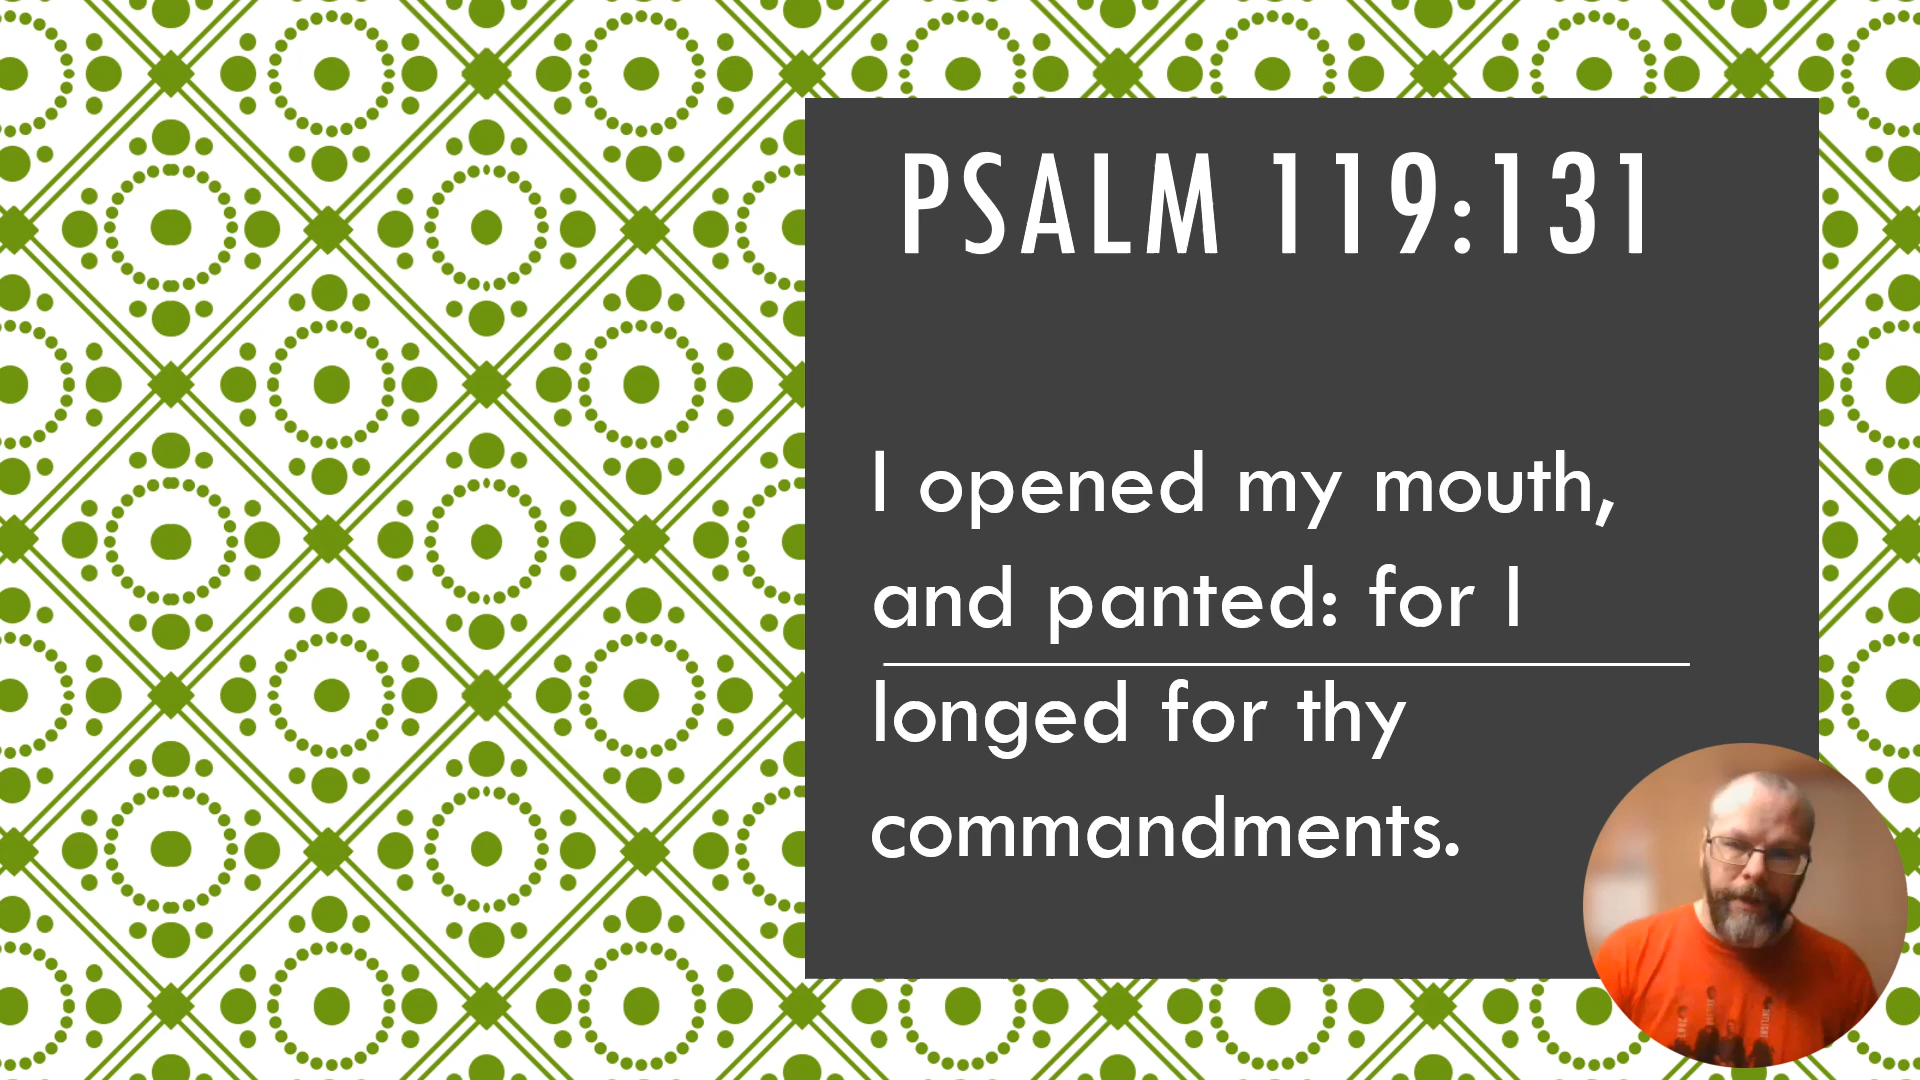 PSALM 119:131
I opened my mouth,
and panted: for I
longed for thy
commandments.